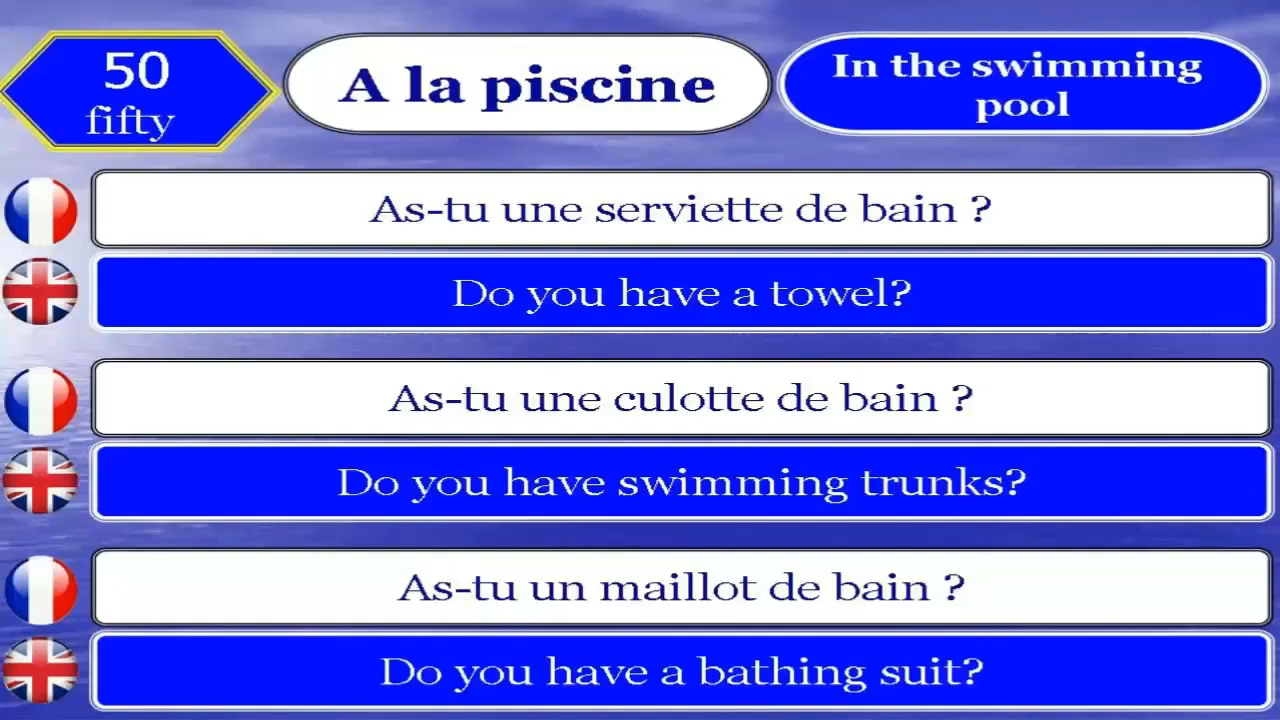 50
fifty
A la piscine
In the swimming
pool
As-tu une serviette de bain ?
Do you have a towel?
As-tu une culotte de bain ?
Do you have swimming trunks?
As-tu un maillot de bain ?
Do you have a bathing suit?